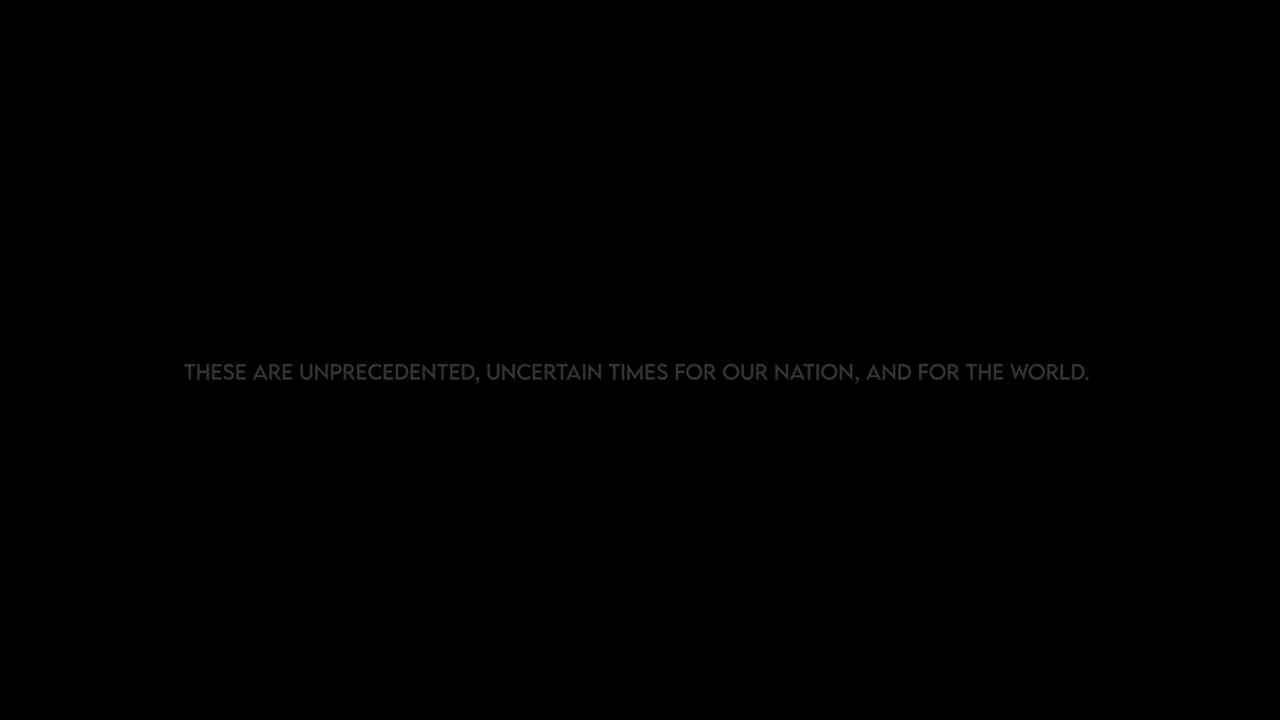 THESE ARE UNPRECEDENTED, UNCERTAIN TIMES FOR OUR NATION, AND FOR THE WORLD.